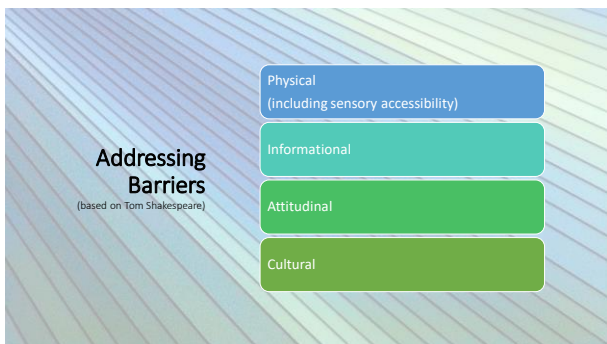 Addressing
Barriers
(based on Tom Shakespeare)
Physical
(including sensory accessibility)
Informational
Attitudinal
Cultural